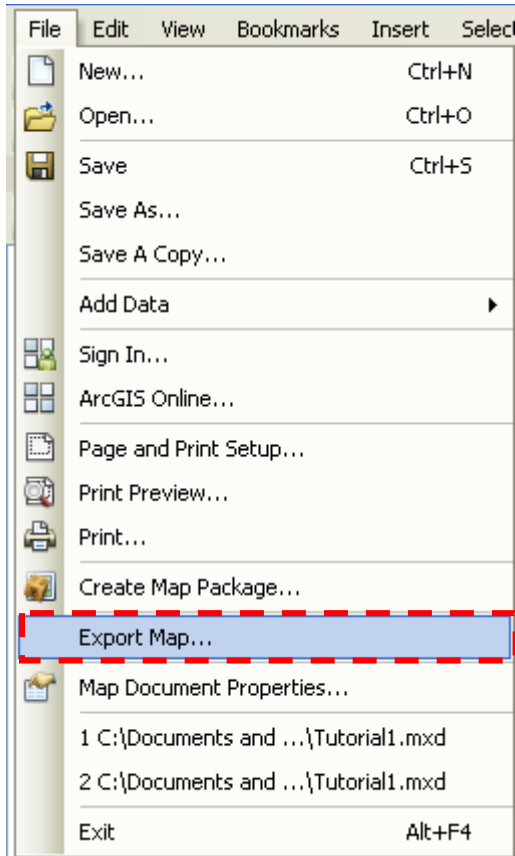 File Edit View Bookmarks Insert Select
New... Ctrl+N
Open... Ctrl+O
Save Ctrl+S
Save As...
Save A Copy...
Add Data
Sign In...
ArcGIS Online...
Page and Print Setup...
Print Preview...
Print...
Create Map Package...
Export Map...
Map Document Properties...
1 C:\Documents and ...\Tutorial1.mxd
2 C:\Documents and ...\Tutorial1.mxd
Exit Alt+F4